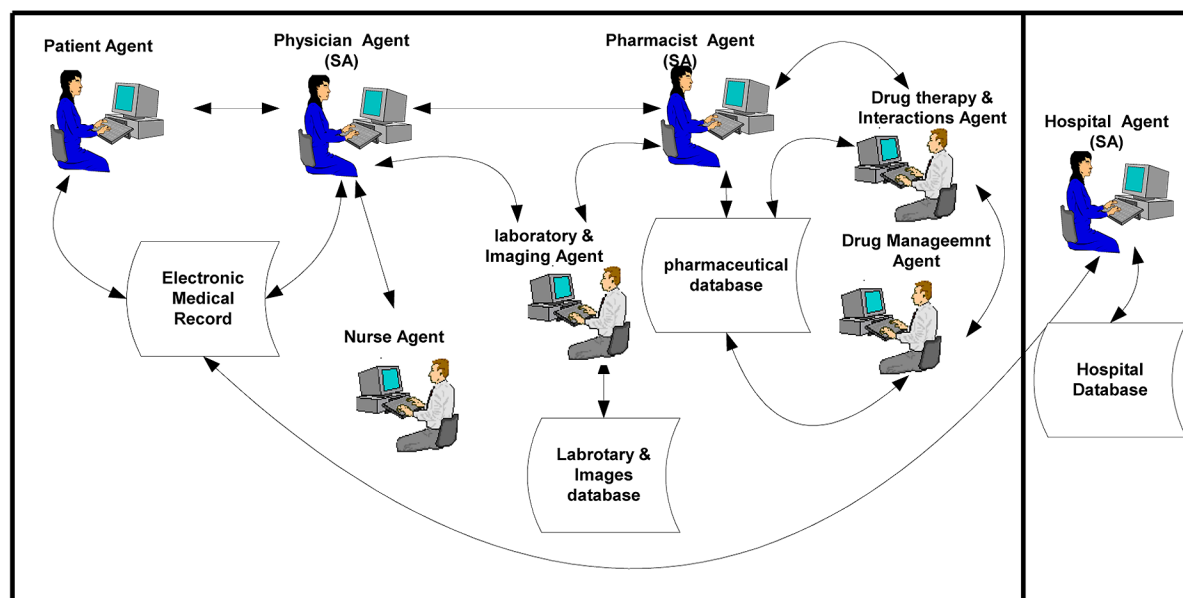 Patient Agent
Physician Agent
(SA)
Pharmacist Agent
(SA)
Drug therapy &
Interactions Agent
Hospital Agent
(SA)
laboratory &
Imaging Agent
Drug Manageemnt
Agent
Electronic
Medical
Record
pharmaceutical
database
Nurse Agent
Hospital
Database
Labrotary &
Images
database